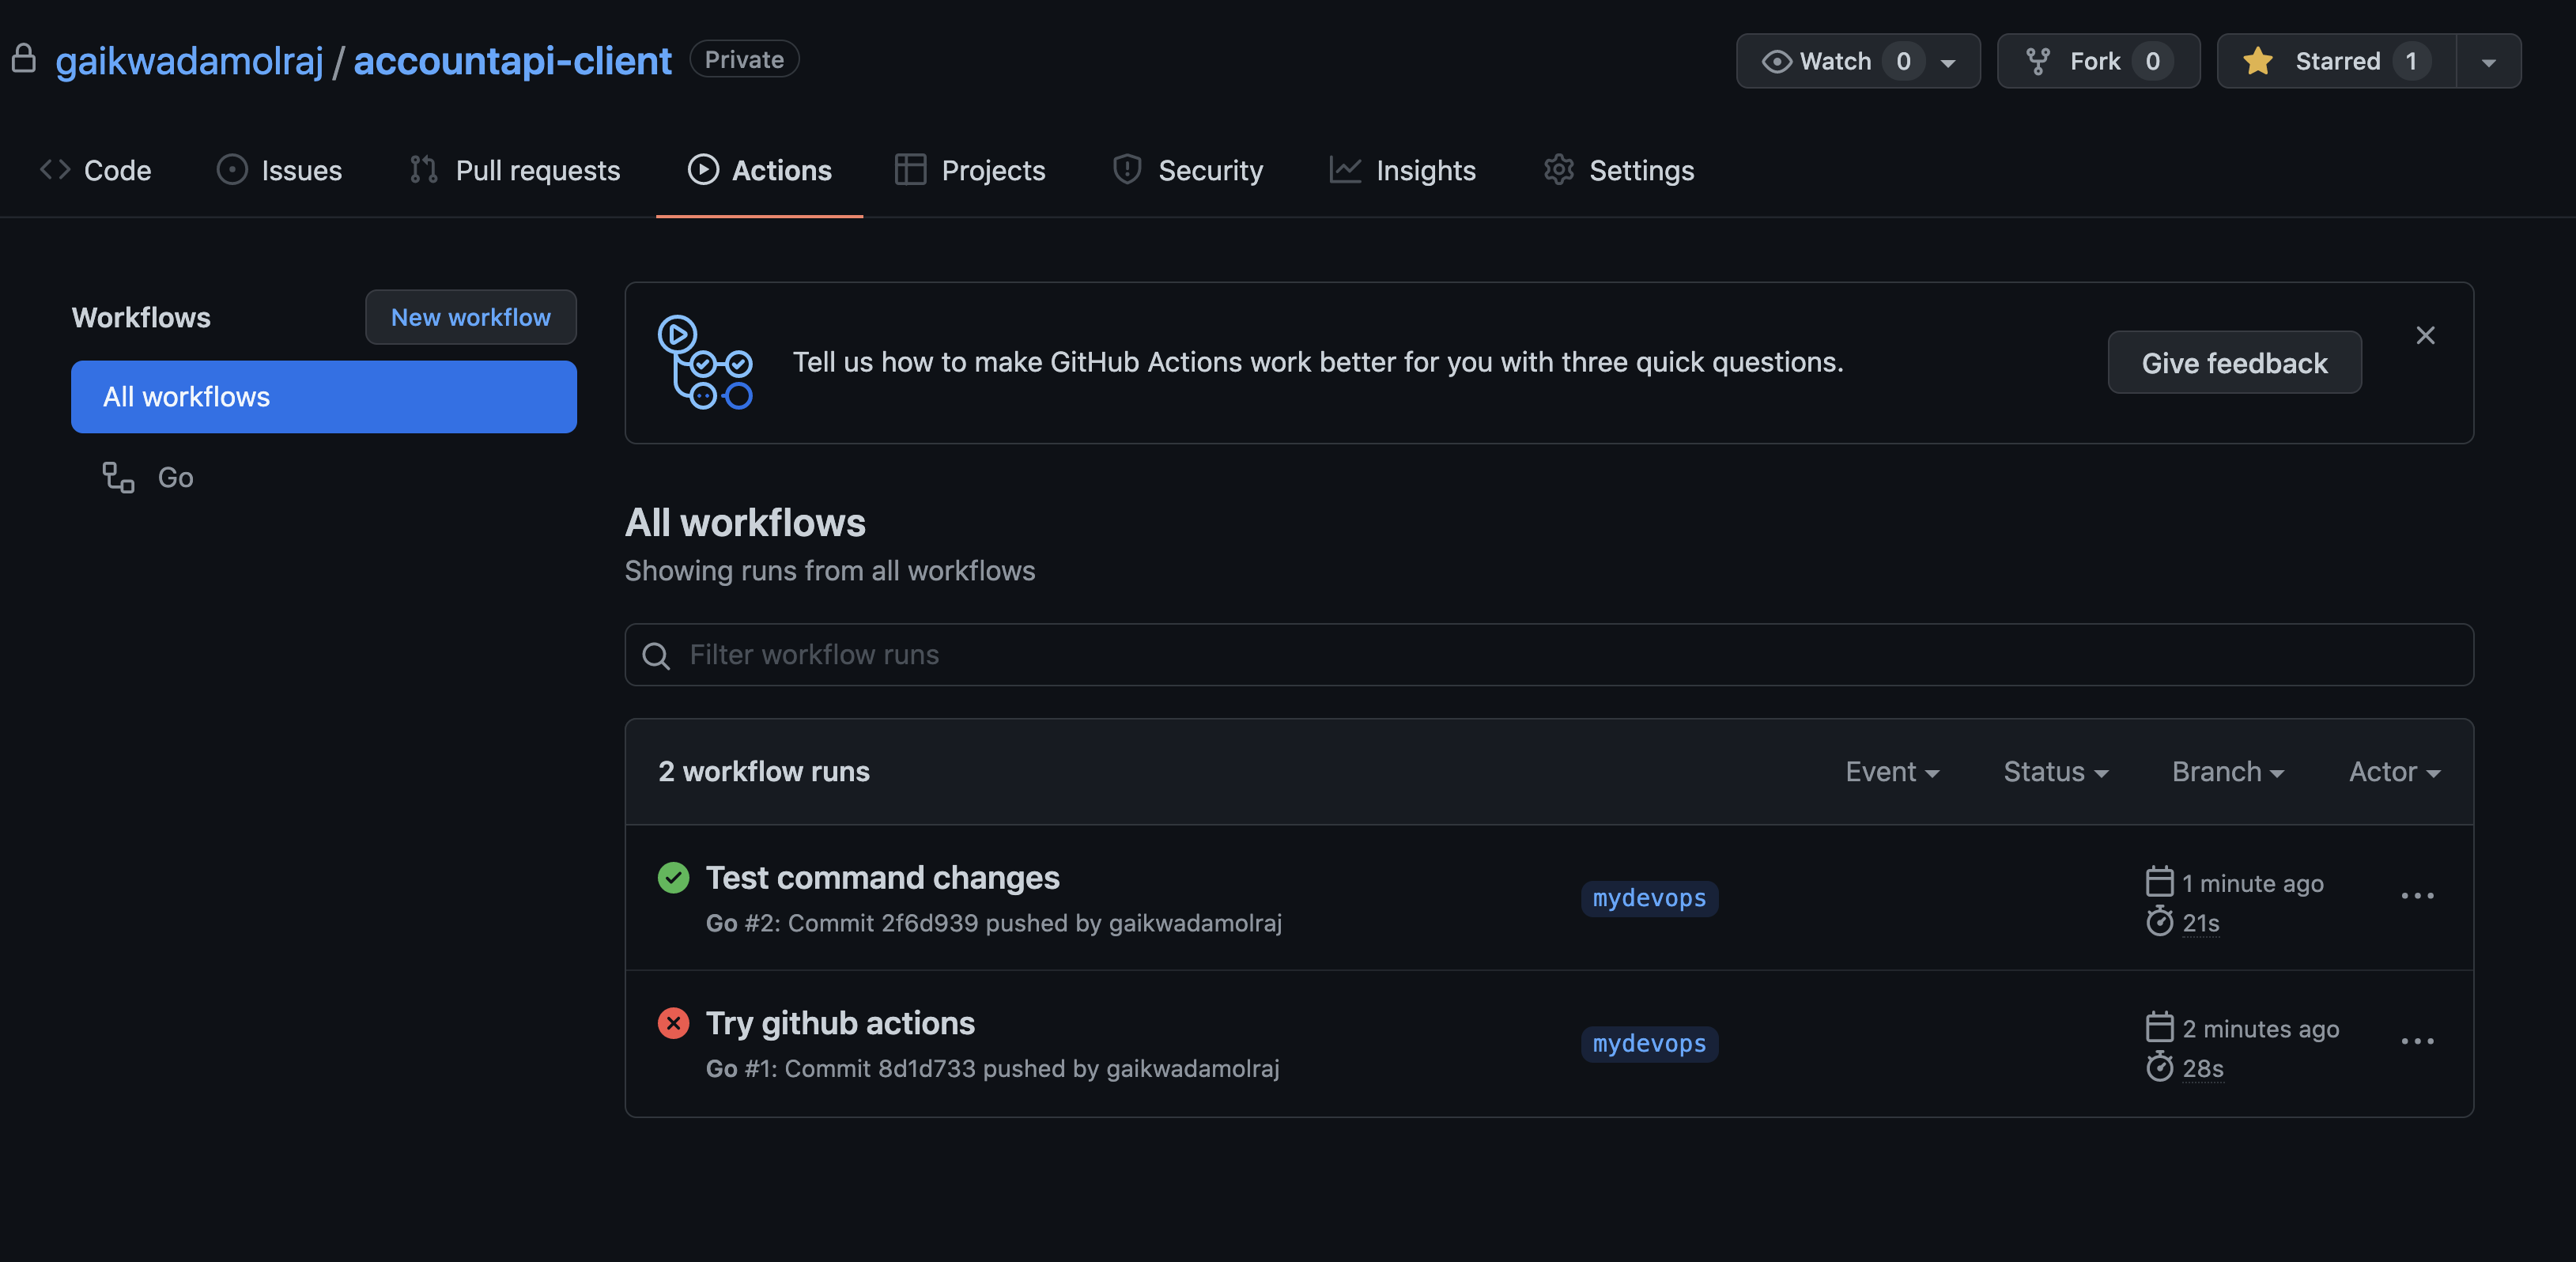 gaikwadamolraj / accountapi-client Private Watch 0 Fork 0 Starred 1
Code Issues Pull requests Actions Projects Security Insights Settings
Workflows New workflow
All workflows
Go
Tell us how to make GitHub Actions work better for you with three quick questions. Give feedback
All workflows
Showing runs from all workflows
Filter workflow runs
2 workflow runs Event Status Branch Actor
Test command changes
Go #2: Commit 2f6d939 pushed by gaikwadamolraj
mydevops
1 minute ago
21s
Try github actions
Go #1: Commit 8d1d733 pushed by gaikwadamolraj
mydevops
2 minutes ago
28s